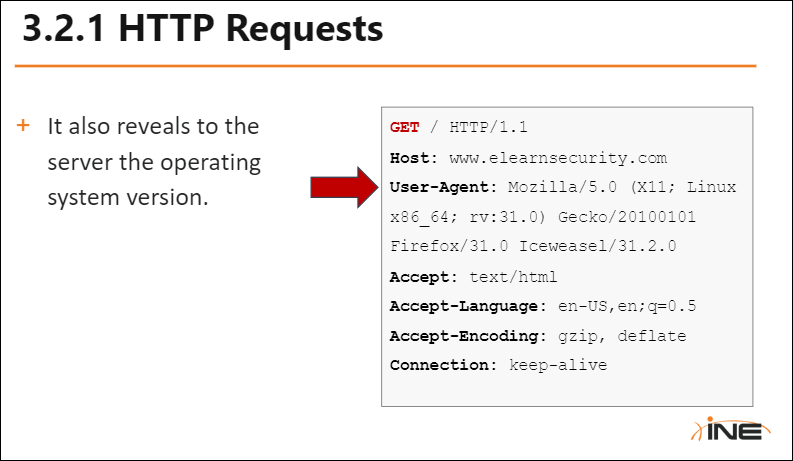 3.2.1 HTTP Requests
+ It also reveals to the
server the operating
system version.
GET / HTTP/1.1
Host: www.elearnsecurity.com
User-Agent: Mozilla/5.0 (X11; Linux
x86_64; rv:31.0) Gecko/20100101
Firefox/31.0 Iceweasel/31.2.0
Accept: text/html
Accept-Language: en-US,en;q=0.5
Accept-Encoding: gzip, deflate
Connection: keep-alive
INE